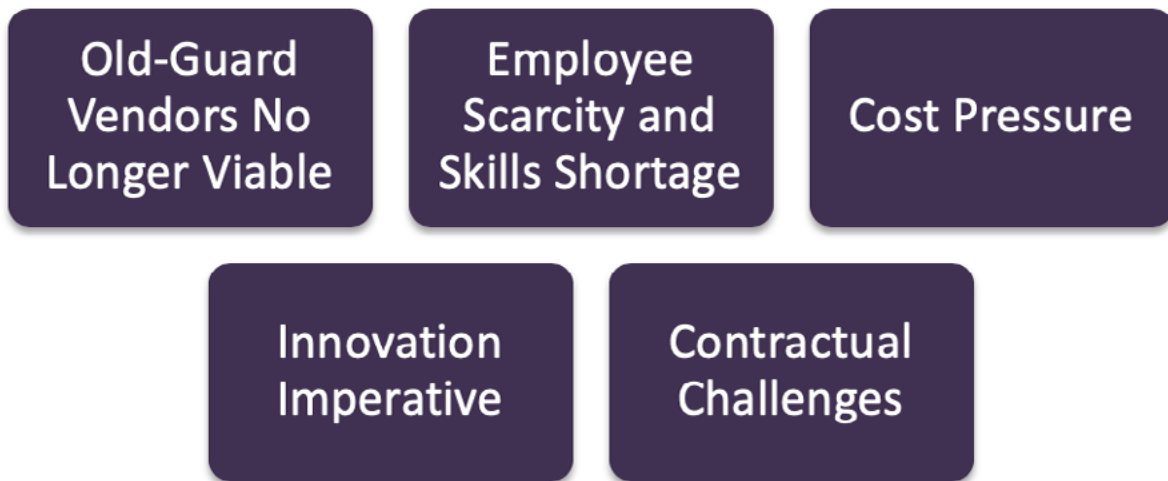 Old-Guard
Vendors No
Longer Viable
Employee
Scarcity and
Skills Shortage
Cost Pressure
Innovation
Imperative
Contractual
Challenges